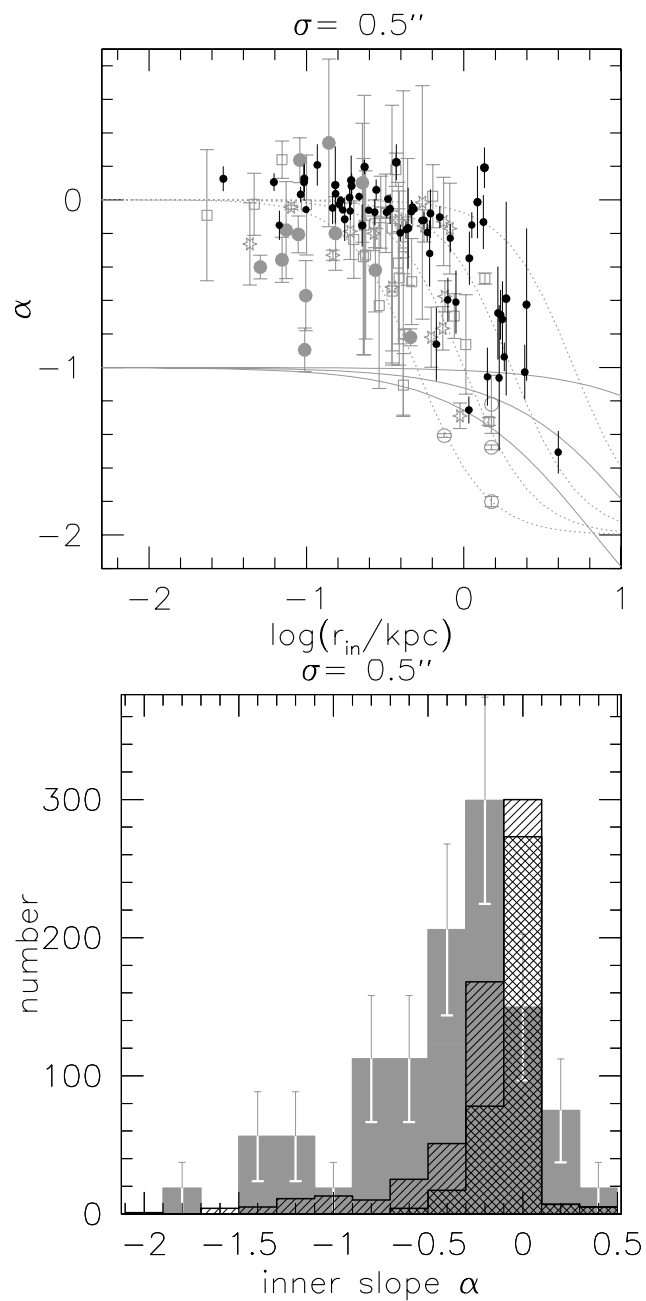 σ= 0.5″
0
−1
−2
α
−2 −1 0 1
log(r_in/kpc)
σ= 0.5″
300
200
100
0
number
−2 −1.5 −1 −0.5 0 0.5
inner slope α